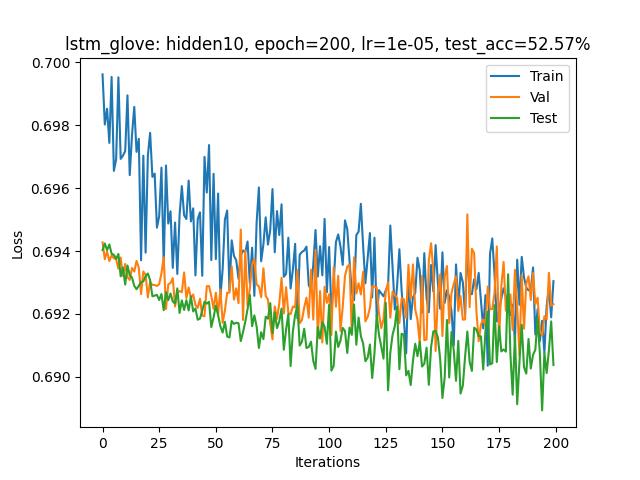 lstm_glove: hidden10, epoch=200, lr=1e-05, test_acc=52.57%
Train
Val
Test
Loss
0.700
0.698
0.696
0.694
0.692
0.690
0 25 50 75 100 125 150 175 200
Iterations